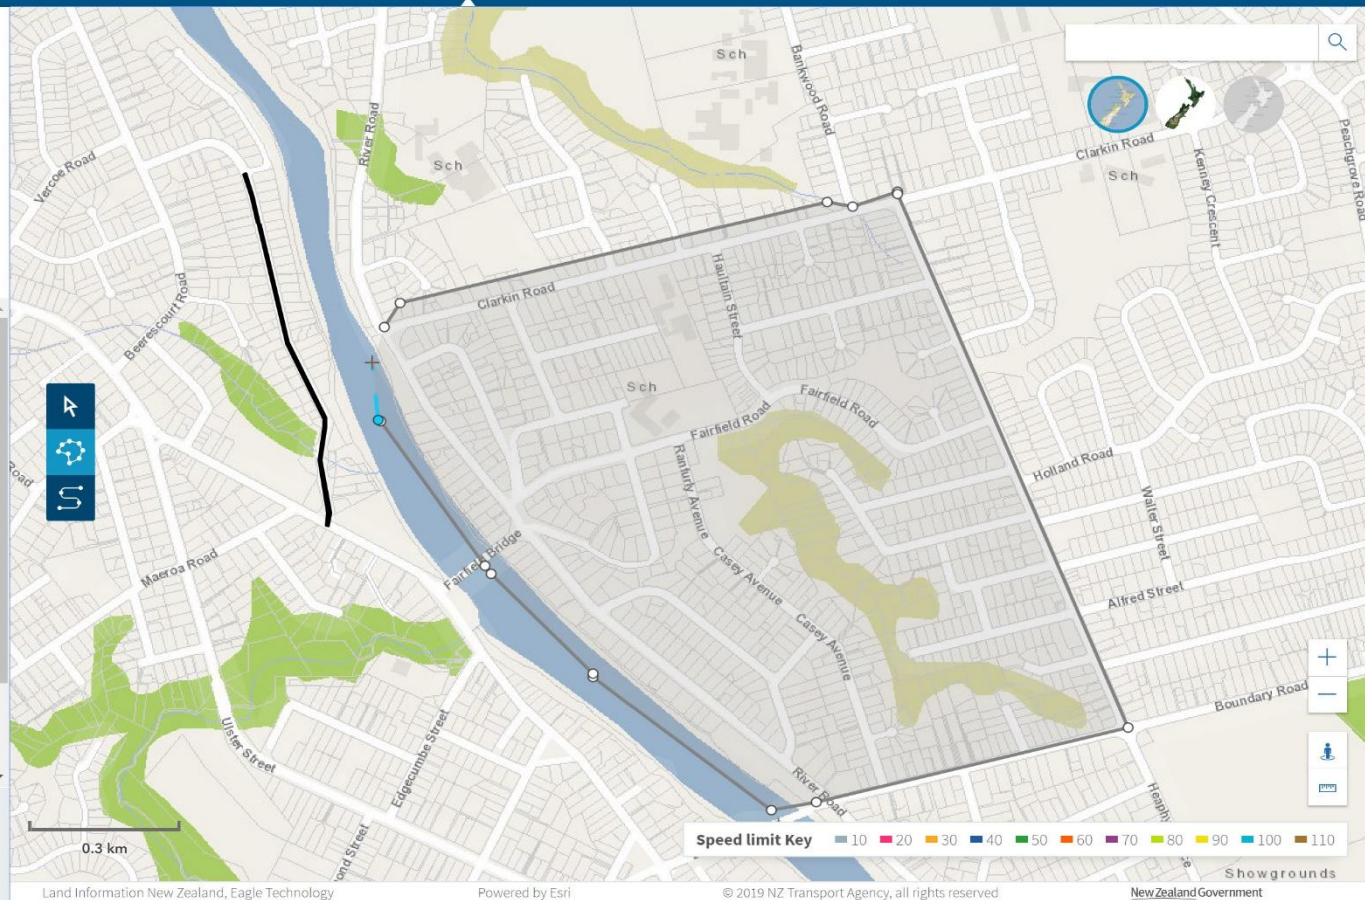 Sch
Bankwood Road
River Road
Clarkin Road
Sch
Sch
Kenney Crescent
Peachgrove Road
Vercoe Road
Beerescourt Road
Clarkin Road
Haultain Street
Sch
Fairfield Road
Fairfield Road
Ranfurly Avenue
Holland Road
Walter Street
Road
Maeroa Road
Fairfield Bridge
Casey Avenue
Casey Avenue
Alfred Street
Boundary Road
Ulster Street
Edgecumbe Street
River Road
0.3 km
Speed limit Key 10 20 30 40 50 60 70 80 90 100 110
Showgrounds
Land Information New Zealand, Eagle Technology Powered by Esri © 2019 NZ Transport Agency, all rights reserved New Zealand Government